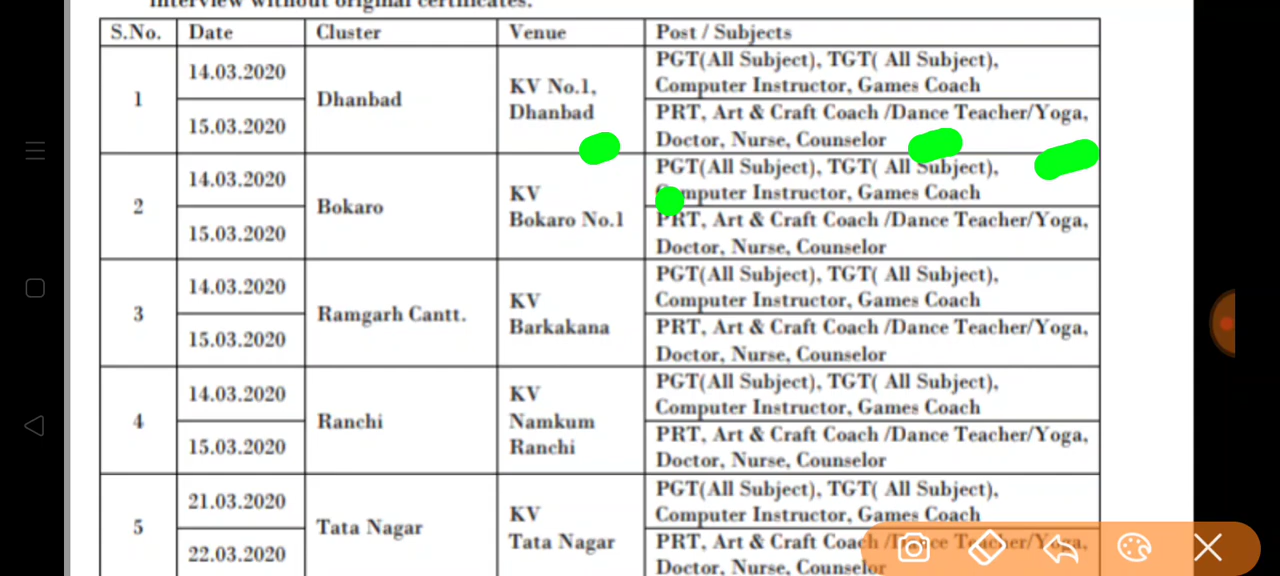 interview without original certificates.
S.No. Date Cluster Venue Post / Subjects
1 14.03.2020 Dhanbad KV No.1, Dhanbad PGT(All Subject), TGT( All Subject),
Computer Instructor, Games Coach
15.03.2020 PRT, Art & Craft Coach /Dance Teacher/Yoga,
Doctor, Nurse, Counselor
2 14.03.2020 Bokaro KV Bokaro No.1 PGT(All Subject), TGT( All Subject),
Instructor, Games Coach
15.03.2020 PRT, Art & Craft Coach /Dance Teacher/Yoga,
Doctor, Nurse, Counselor
3 14.03.2020 Ramgarh Cantt. KV Barkakana PGT(All Subject), TGT( All Subject),
Computer Instructor, Games Coach
15.03.2020 PRT, Art & Craft Coach /Dance Teacher/Yoga,
Doctor, Nurse, Counselor
4 14.03.2020 Ranchi KV Namkum Ranchi PGT(All Subject), TGT( All Subject),
Computer Instructor, Games Coach
15.03.2020 PRT, Art & Craft Coach /Dance Teacher/Yoga,
Doctor, Nurse, Counselor
5 21.03.2020 Tata Nagar KV Tata Nagar PGT(All Subject), TGT( All Subject),
Computer Instructor, Games Coach
22.03.2020 PRT, Art & Craft Coach /Dance Teacher/Yoga,
Doctor, Nurse, Counselor